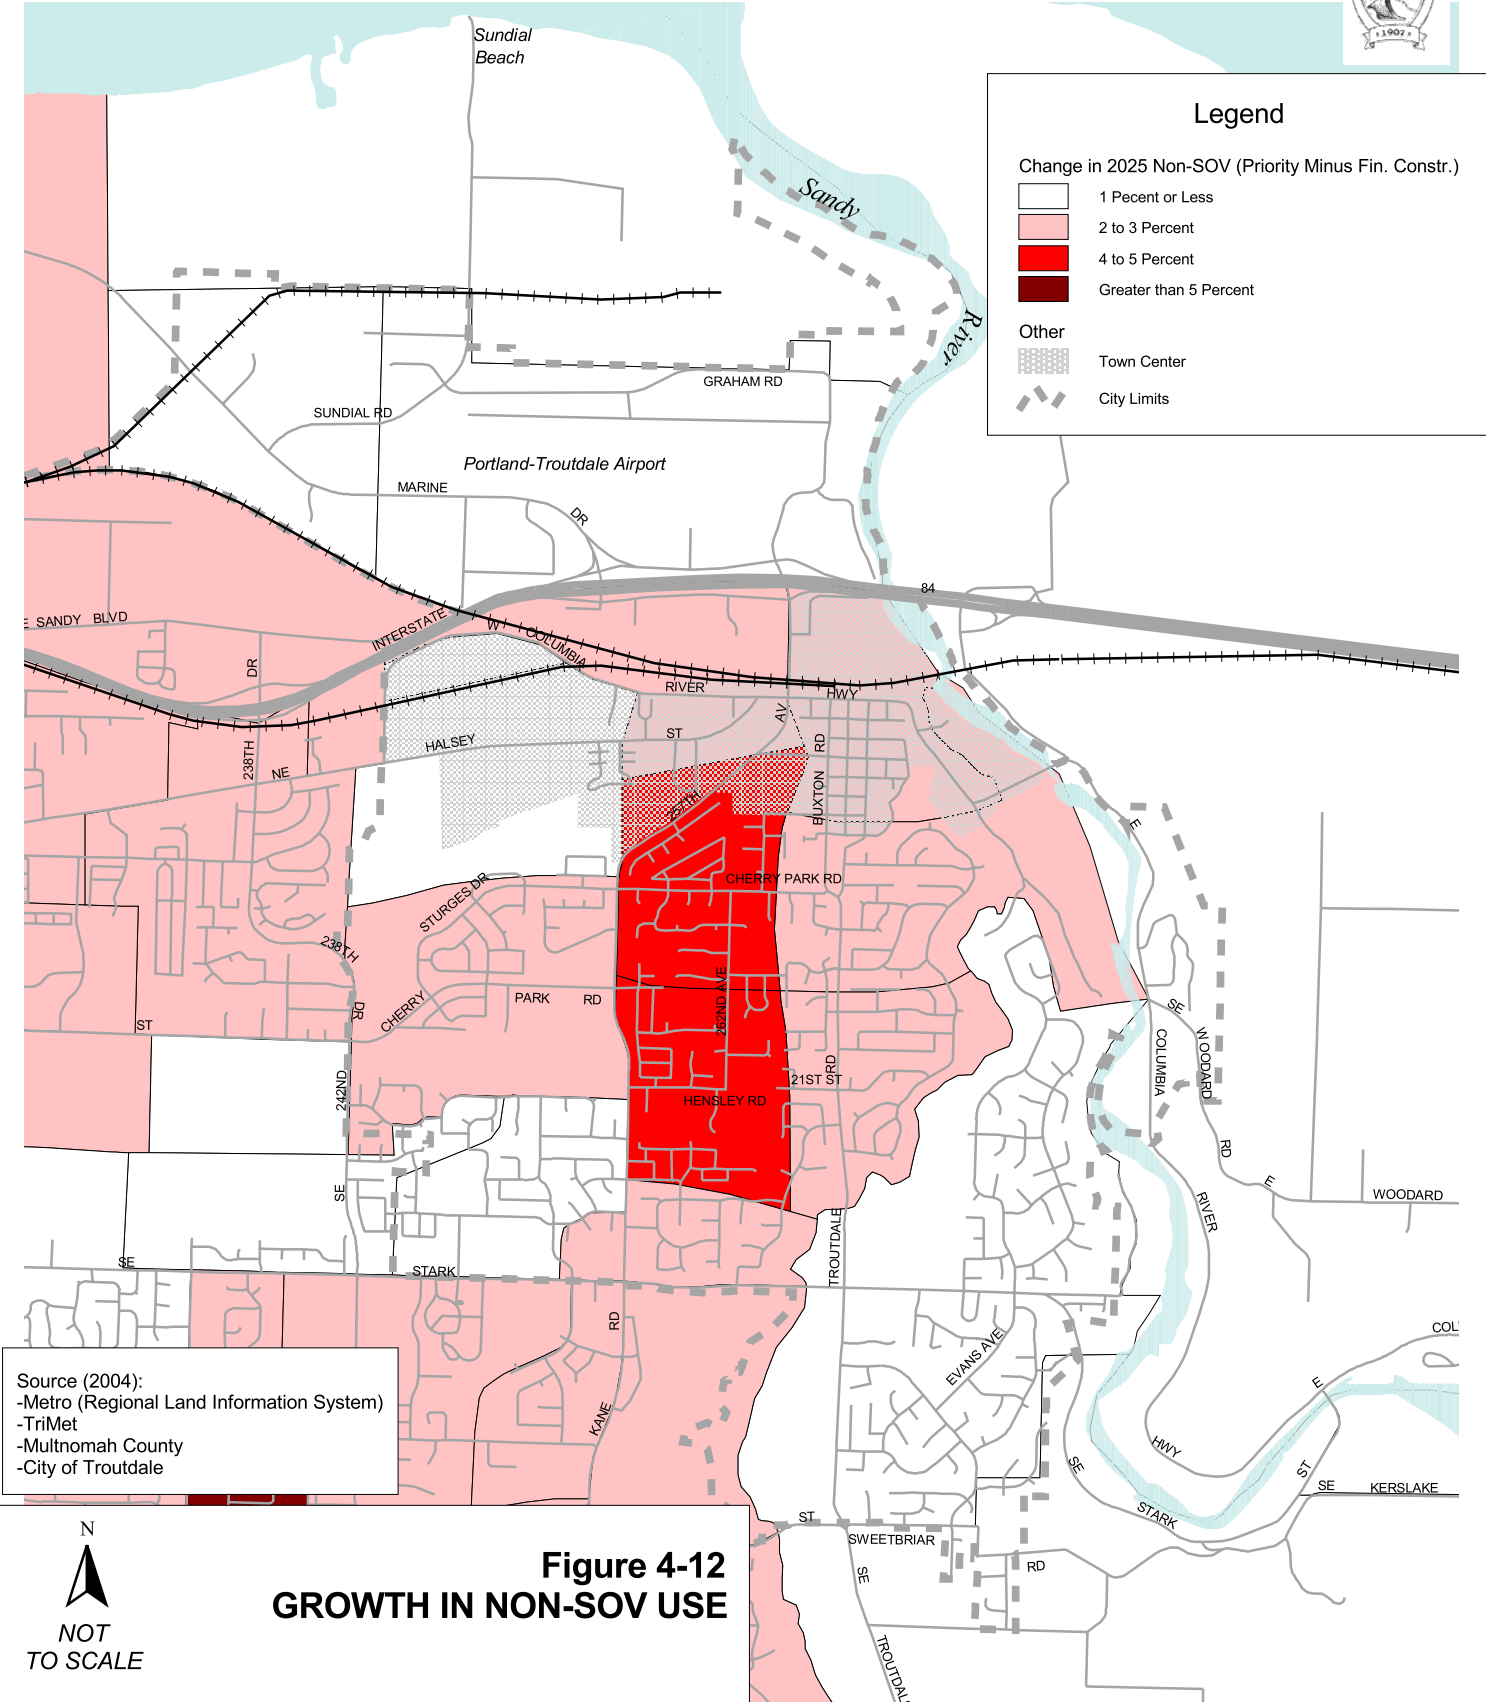 Sundial
Beach
1907
Legend
Change in 2025 Non-SOV (Priority Minus Fin. Constr.)
1 Pecent or Less
2 to 3 Percent
4 to 5 Percent
Greater than 5 Percent
Other
Town Center
City Limits
Sandy
River
GRAHAM RD
SUNDIAL RD
Portland-Troutdale Airport
MARINE
DR
84
E SANDY BLVD
INTERSTATE
W COLUMBIA
DR
RIVER
HWY
AV
ST
RD
HALSEY
238TH
NE
257TH
BUXTON
E
CHERRY PARK RD
STURGES DR
238TH
DR
262ND AVE
CHERRY
PARK
RD
ST
SE
WOODARD
COLUMBIA
RD
21ST ST
242ND
HENSLEY RD
RD
E
WOODARD
SE
RIVER
TROUTDALE
SE
STARK
RD
EVANS AVE
COL
E
KANE
HWY
SE
ST
SE
KERSLAKE
STARK
Source (2004):
-Metro (Regional Land Information System)
-TriMet
-Multnomah County
-City of Troutdale
ST
SWEETBRIAR
RD
SE
TROUTDAL
N
NOT
TO SCALE
Figure 4-12
GROWTH IN NON-SOV USE